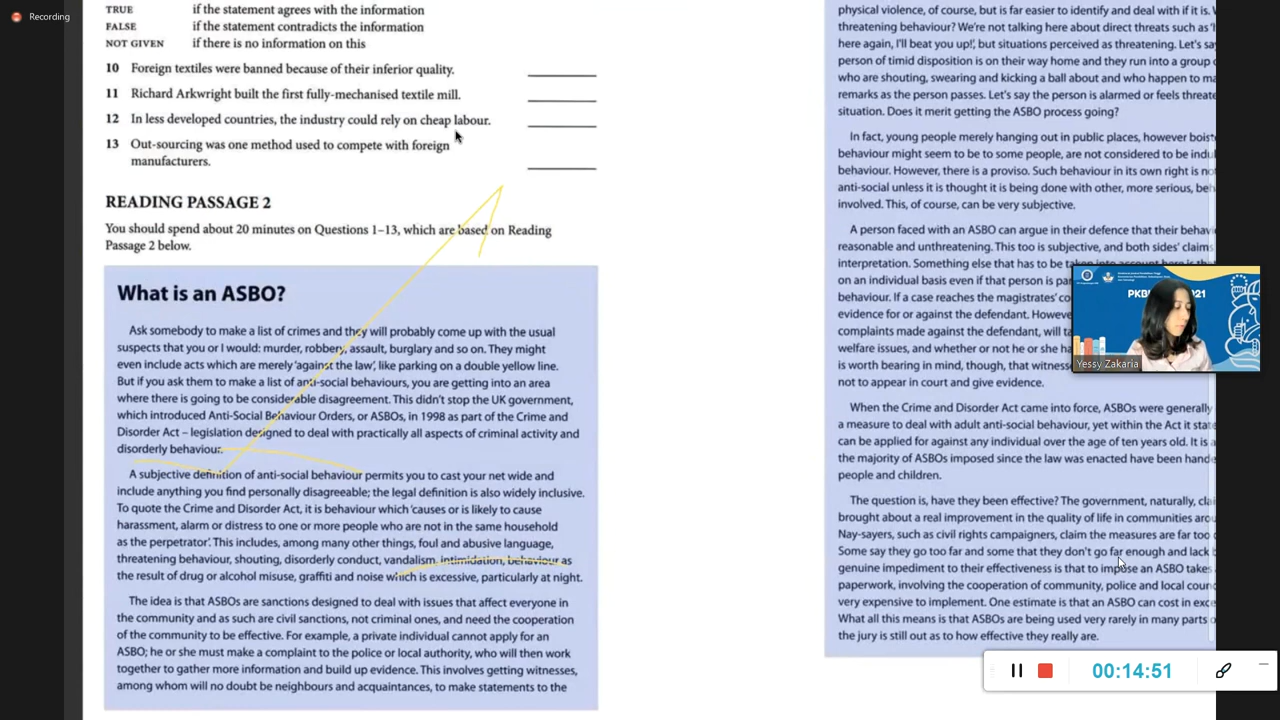 Recording
TRUE if the statement agrees with the information
FALSE if the statement contradicts the information
NOT GIVEN if there is no information on this
10 Foreign textiles were banned because of their inferior quality.
11 Richard Arkwright built the first fully-mechanised textile mill.
12 In less developed countries, the industry could rely on cheap labour.
13 Out-sourcing was one method used to compete with foreign
manufacturers.
READING PASSAGE 2
You should spend about 20 minutes on Questions 1–13, which are based on Reading
Passage 2 below.
What is an ASBO?
Ask somebody to make a list of crimes and they will probably come up with the usual
suspects that you or I would: murder, robbery, assault, burglary and so on. They might
even include acts which are merely 'against the law', like parking on a double yellow line.
But if you ask them to make a list of anti-social behaviours, you are getting into an area
where there is going to be considerable disagreement. This didn't stop the UK government,
which introduced Anti-Social Behaviour Orders, or ASBOs, in 1998 as part of the Crime and
Disorder Act – legislation designed to deal with practically all aspects of criminal activity and
disorderly behaviour.
A subjective definition of anti-social behaviour permits you to cast your net wide and
include anything you find personally disagreeable; the legal definition is also widely inclusive.
To quote the Crime and Disorder Act, it is behaviour which 'causes or is likely to cause
harassment, alarm or distress to one or more people who are not in the same household
as the perpetrator'. This includes, among many other things, foul and abusive language,
threatening behaviour, shouting, disorderly conduct, vandalism, intimidation, behaviour as
the result of drug or alcohol misuse, graffiti and noise which is excessive, particularly at night.
The idea is that ASBOs are sanctions designed to deal with issues that affect everyone in
the community and as such are civil sanctions, not criminal ones, and need the cooperation
of the community to be effective. For example, a private individual cannot apply for an
ASBO; he or she must make a complaint to the police or local authority, who will then work
together to gather more information and build up evidence. This involves getting witnesses,
among whom will no doubt be neighbours and acquaintances, to make statements to the
physical violence, of course, but is far easier to identify and deal with if it is.
threatening behaviour? We're not talking here about direct threats such as
here again, I'll beat you up!', but situations perceived as threatening. Let's say
person of timid disposition is on their way home and they run into a group
who are shouting, swearing and kicking a ball about and who happen to
remarks as the person passes. Let's say the person is alarmed or feels
situation. Does it merit getting the ASBO process going?
In fact, young people merely hanging out in public places, however
behaviour might seem to be to some people, are not considered to be
behaviour. However, there is a proviso. Such behaviour in its own right is
anti-social unless it is thought it is being done with other, more serious,
involved. This, of course, can be very subjective.
A person faced with an ASBO can argue in their defence that their
reasonable and unthreatening. This too is subjective, and both sides' claims
interpretation. Something else that has to be taken into account here is
on an individual basis even if that person is
behaviour. If a case reaches the magistrates'
evidence for or against the defendant.
complaints made against the defendant, will
welfare issues, and whether or not he or she
is worth bearing in mind, though, that
not to appear in court and give evidence.
When the Crime and Disorder Act came into force, ASBOs were generally
a measure to deal with adult anti-social behaviour, yet within the Act it
can be applied for against any individual over the age of ten years old. It is
the majority of ASBOs imposed since the law was enacted have been
people and children.
The question is, have they been effective? The government, naturally,
brought about a real improvement in the quality of life in communities
Nay-sayers, such as civil rights campaigners, claim the measures are far too
Some say they go too far and some that they don't go far enough and lack
genuine impediment to their effectiveness is that to impose an ASBO takes
paperwork, involving the cooperation of community, police and local
very expensive to implement. One estimate is that an ASBO can cost in
What all this means is that ASBOs are being used very rarely in many parts
the jury is still out as to how effective they really are.
Yessy Zakaria
00:14:51